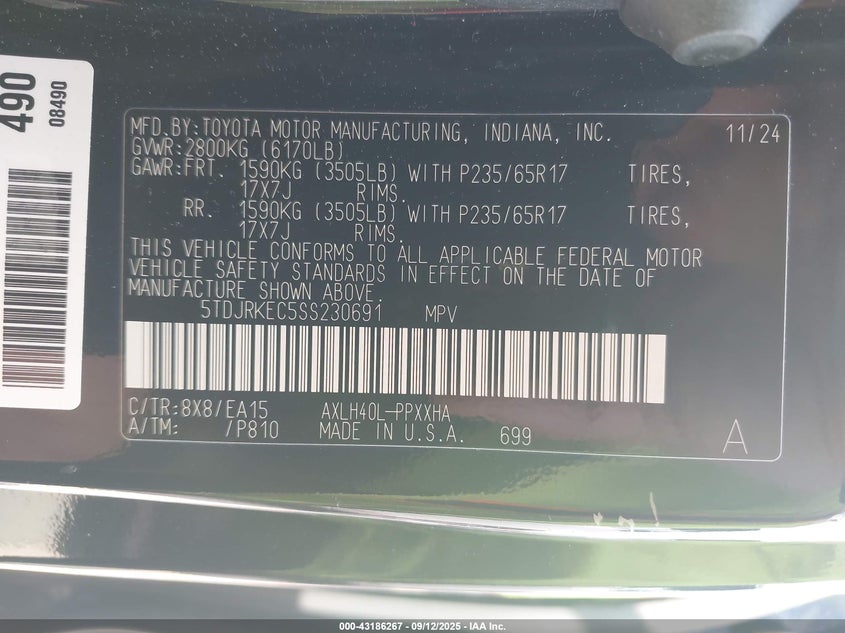 490
08490
MFD.BY:TOYOTA MOTOR MANUFACTURING, INDIANA, INC. 11/24
GVWR:2800KG (6170LB)
GAWR:FRT. 1590KG (3505LB) WITH P235/65R17 TIRES,
17X7J RIMS.
RR. 1590KG (3505LB) WITH P235/65R17 TIRES,
17X7J RIMS.
THIS VEHICLE CONFORMS TO ALL APPLICABLE FEDERAL MOTOR
VEHICLE SAFETY STANDARDS IN EFFECT ON THE DATE OF
MANUFACTURE SHOWN ABOVE.
5TDJRKEC5SS230691 MPV
C/TR:8X8/EA15 AXLH40L-PPXXHA
A/TM: /P810 MADE IN U.S.A. 699 A
000-43186267 - 09/12/2025 - IAA Inc.